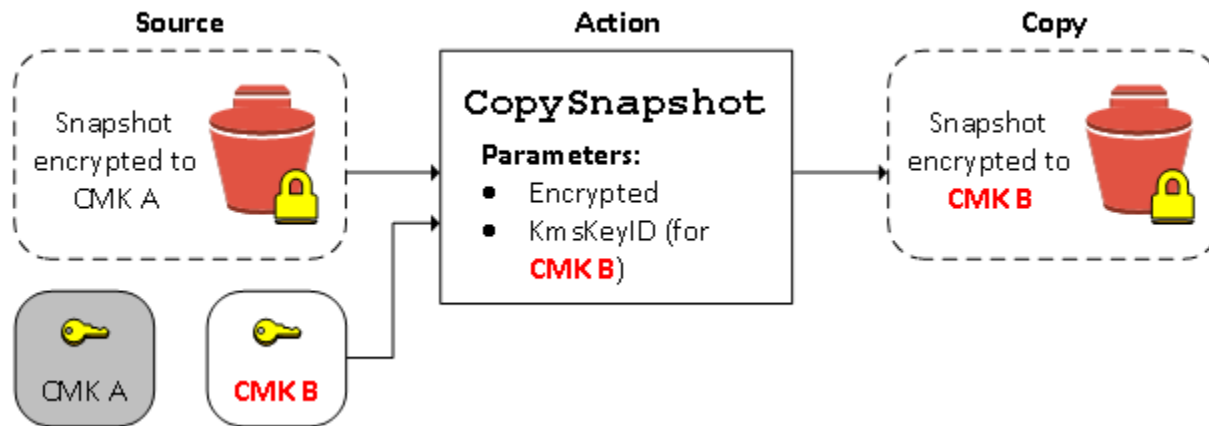 Source
Action
Copy
Snapshot
encrypted to
CMK A
CopySnapshot
Parameters:
● Encrypted
● KmsKeyID (for
CMK B)
Snapshot
encrypted to
CMK B
CMK A
CMK B